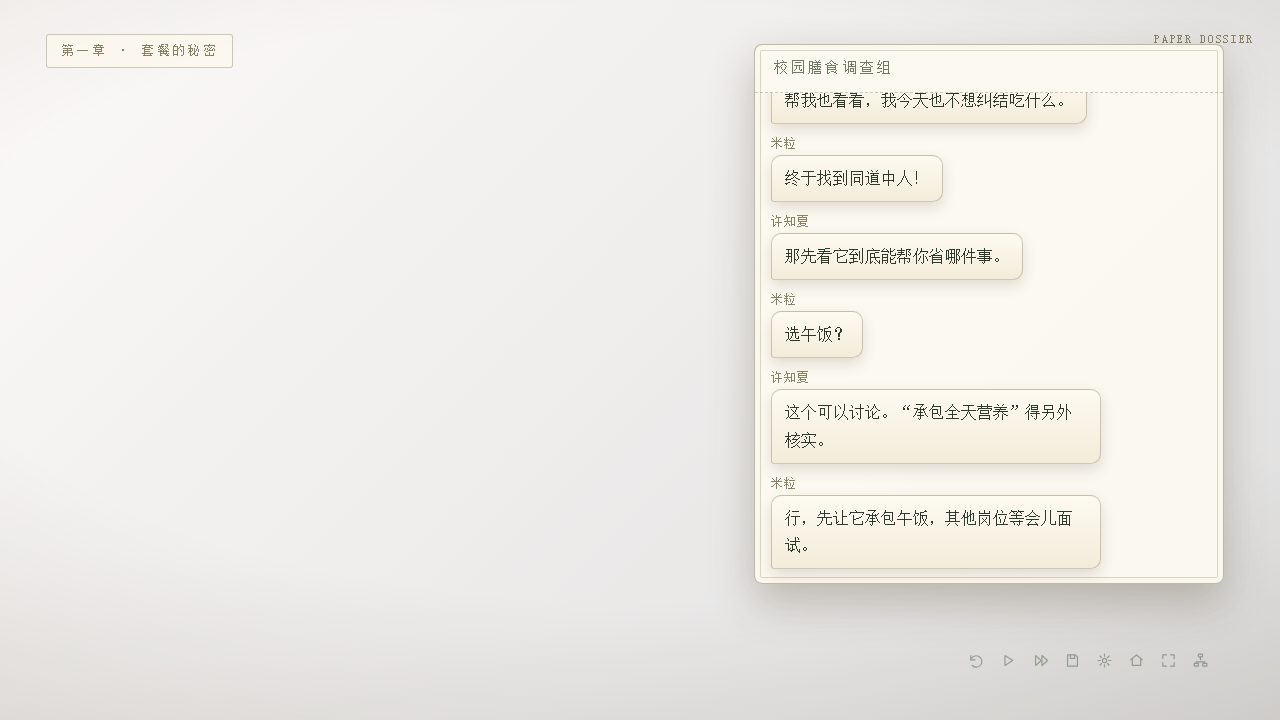 第一章 · 套餐的秘密
PAPER DOSSIER
校园膳食调查组
帮我也看看，我今天也不想纠结吃什么。
米粒
终于找到同道中人！
许知夏
那先看它到底能帮你省哪件事。
米粒
选午饭？
许知夏
这个可以讨论。“承包全天营养”得另外
核实。
米粒
行，先让它承包午饭，其他岗位等会儿面
试。